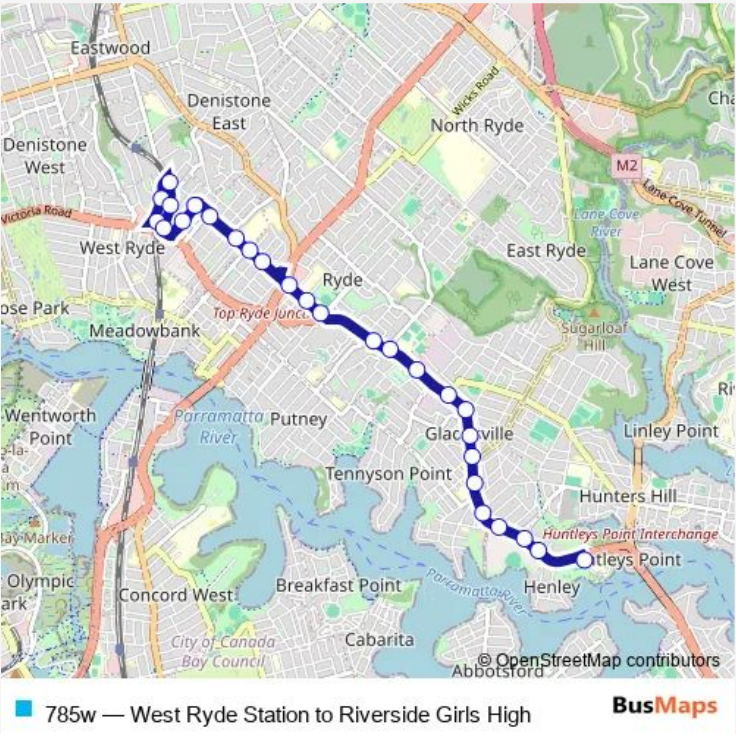 Eastwood
Denistone
East
Wicks Road
North Ryde
Denistone
West
M2
Lane Cove Tunnel
Victoria Road
West Ryde
Lane Cove
River
East Ryde
Lane Cove
West
Ryde
ose Park
Top Ryde Junc
Meadowbank
Sugarloaf
Hill
Wentworth
Point
Parramatta
River
Putney
Linley Point
Tennyson Point
Hunters Hill
Huntleys Point Interchange
Bay Marker
ntleys Point
Olympic
ark
Concord West
Breakfast Point
Parramatta River
Henley
City of Canada
Bay Council
Cabarita
Abbotsford
© OpenStreetMap contributors
785w — West Ryde Station to Riverside Girls High
BusMaps